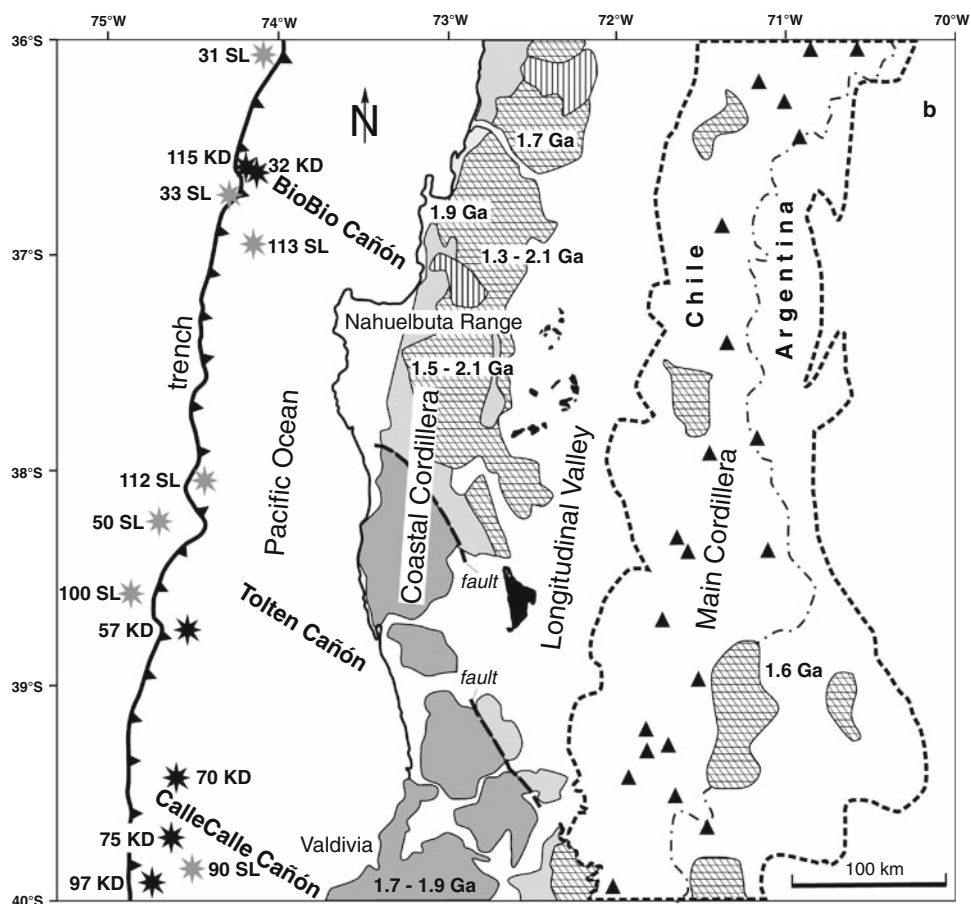 75°W 74°W 73°W 72°W 71°W 70°W
36°S
31 SL
b
N
1.7 Ga
115 KD
32 KD
33 SL
BioBio Cañón
1.9 Ga
113 SL
1.3 - 2.1 Ga
37°S
Chile
Argentina
Nahuelbuta Range
trench
1.5 - 2.1 Ga
Pacific Ocean
Coastal Cordillera
38°S
112 SL
50 SL
Longitudinal Valley
Main Cordillera
fault
100 SL
Tolten Cañón
57 KD
39°S
fault
1.6 Ga
70 KD
CalleCalle Cañón
75 KD
Valdivia
90 SL
97 KD
1.7 - 1.9 Ga
100 km
40°S